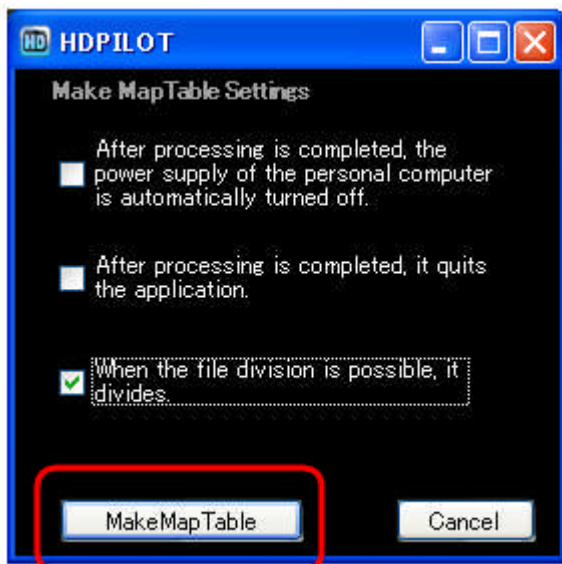 HD HDPILOT
Make MapTable Settings
After processing is completed, the
power supply of the personal computer
is automatically turned off.
After processing is completed, it quits
the application.
When the file division is possible, it
divides.
MakeMapTable Cancel